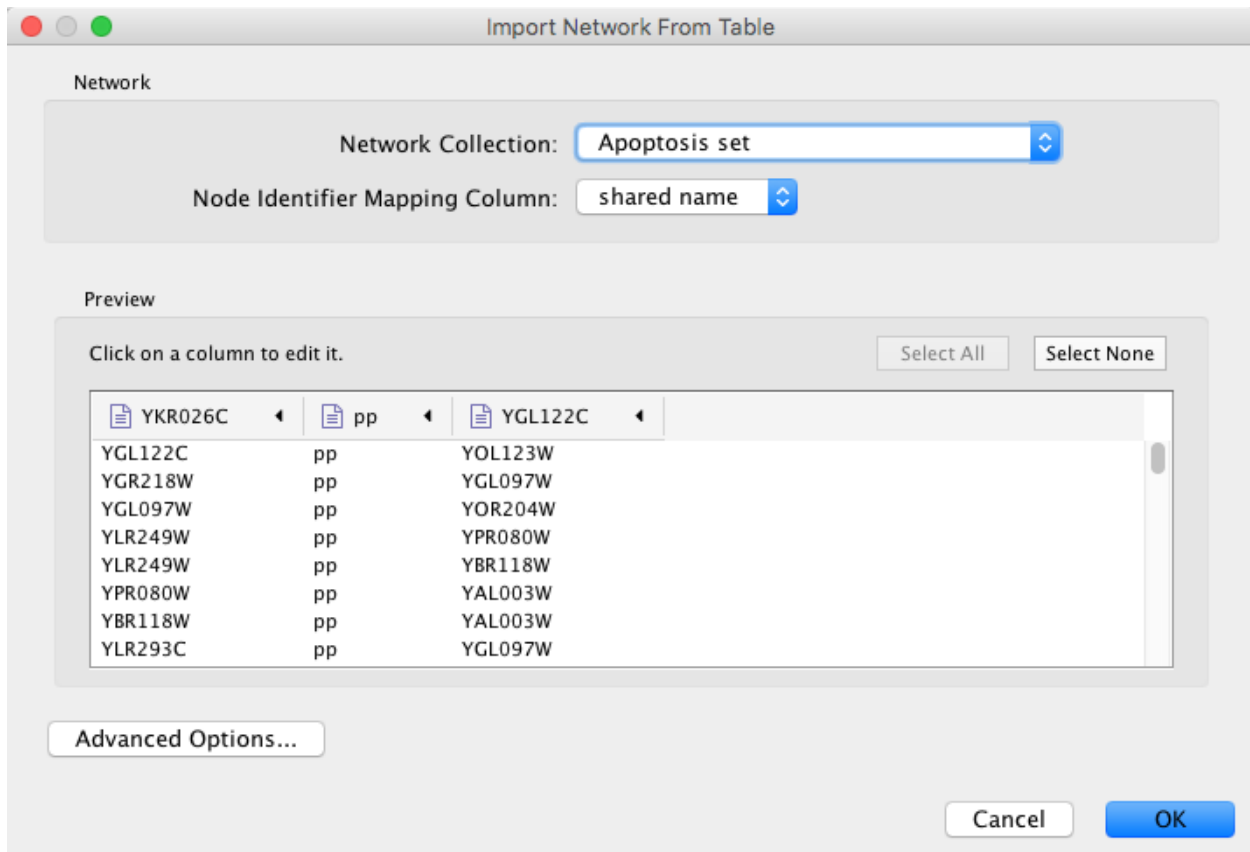 Import Network From Table
Network
Network Collection: Apoptosis set
Node Identifier Mapping Column: shared name
Preview
Click on a column to edit it. Select All Select None
YKR026C pp YGL122C
YGL122C pp YOL123W
YGR218W pp YGL097W
YGL097W pp YOR204W
YLR249W pp YPR080W
YLR249W pp YBR118W
YPR080W pp YAL003W
YBR118W pp YAL003W
YLR293C pp YGL097W
Advanced Options...
Cancel OK